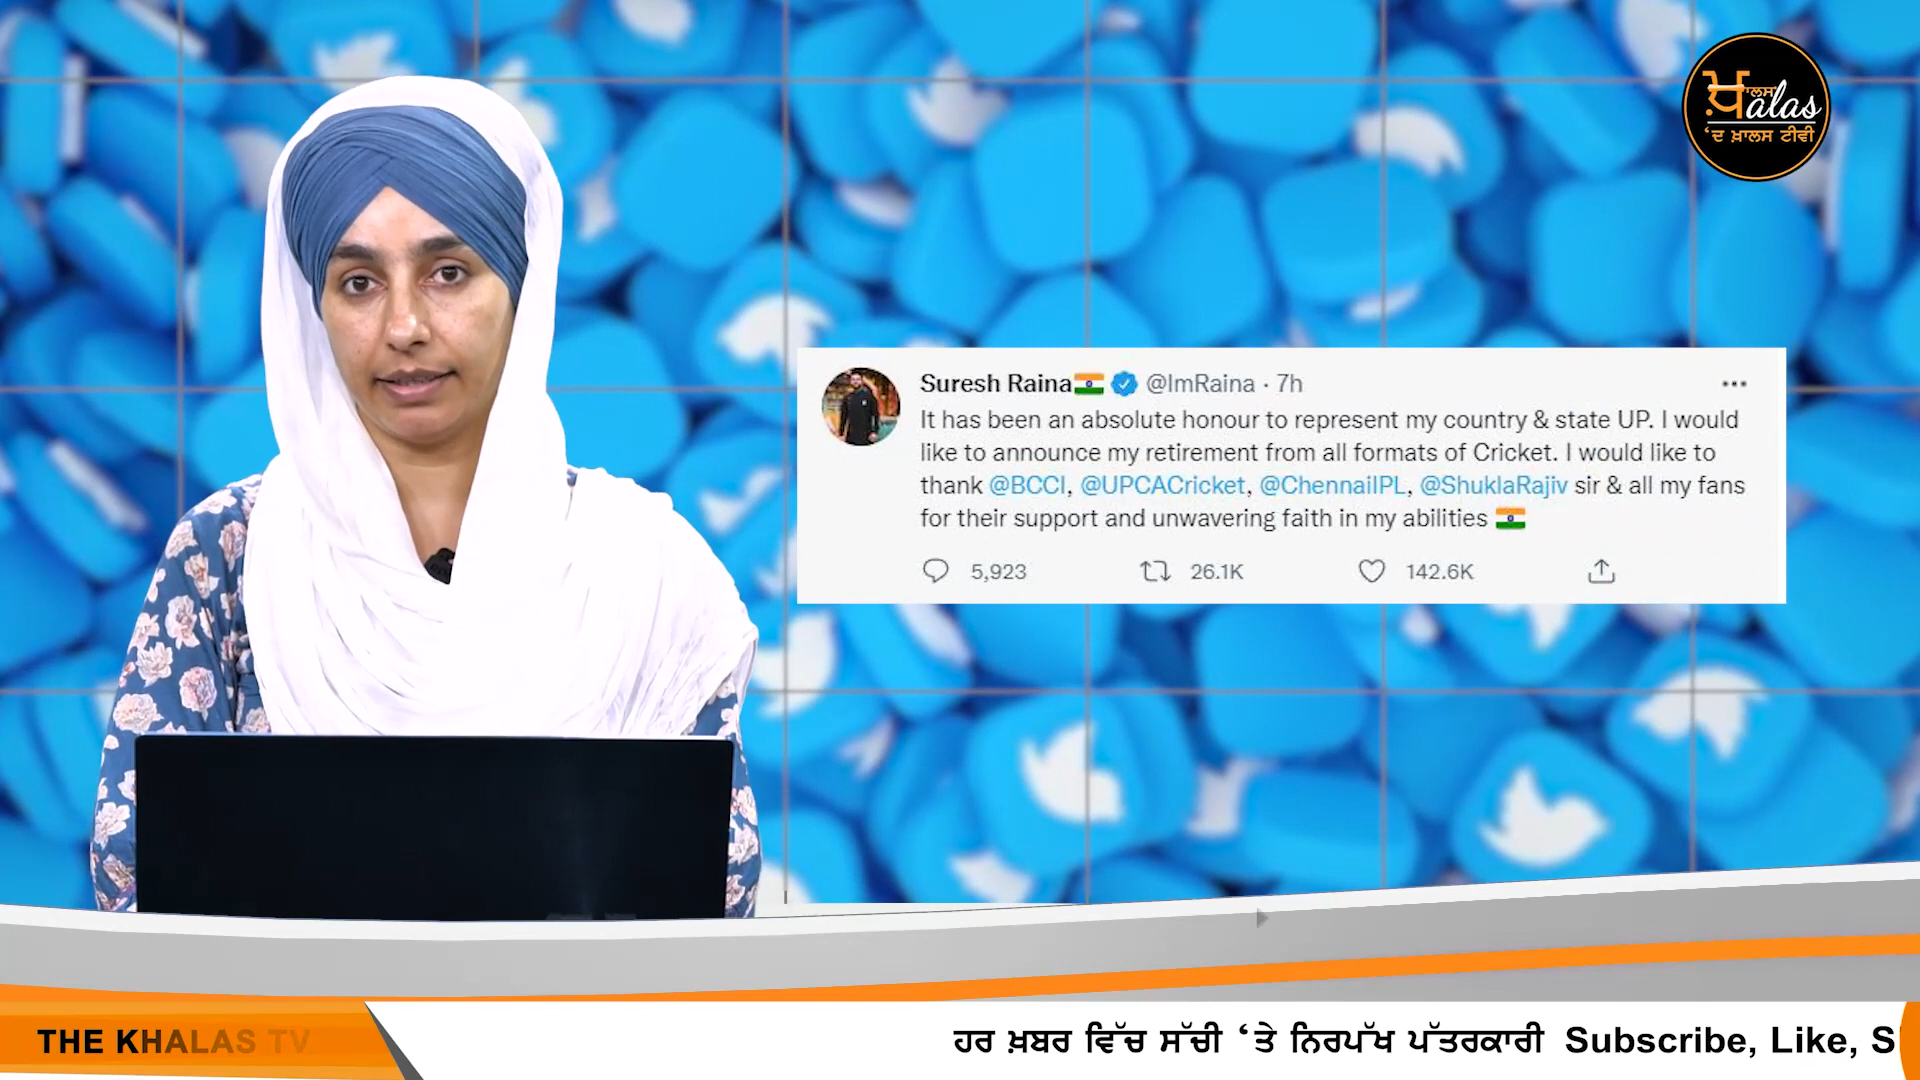 ਖ਼ਾਲਸ
alas
‘ਦ ਖ਼ਾਲਸ ਟੀਵੀ
Suresh Raina @ImRaina · 7h
It has been an absolute honour to represent my country & state UP. I would
like to announce my retirement from all formats of Cricket. I would like to
thank @BCCI, @UPCACricket, @ChennaiIPL, @ShuklaRajiv sir & all my fans
for their support and unwavering faith in my abilities
5,923 26.1K 142.6K
THE KHALAS TV
ਹਰ ਖ਼ਬਰ ਵਿੱਚ ਸੱਚੀ ‘ਤੇ ਨਿਰਪੱਖ ਪੱਤਰਕਾਰੀ Subscribe, Like, S